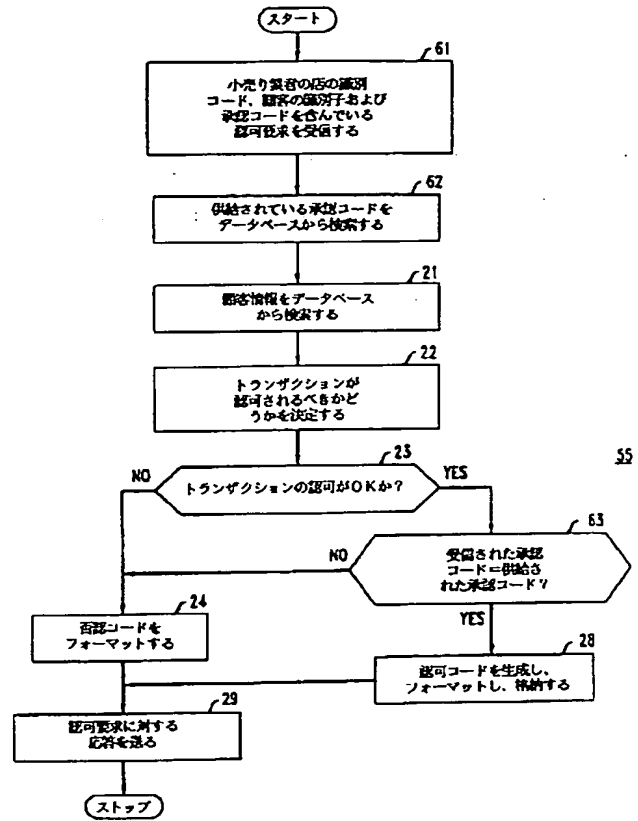 スタート
61
小売り業者の店の識別
コード、顧客の識別子および
承認コードを含んでいる
認可要求を受信する
62
供給されている承認コードを
データベースから検索する
21
顧客情報をデータベース
から検索する
22
トランザクションが
認可されるべきかど
うかを決定する
23
NO
トランザクションの認可がOKか?
YES
55
63
NO
受信された承認
コード=供給さ
れた承認コード?
YES
24
否認コードを
フォーマットする
28
認可コードを生成し、
フォーマットし、格納する
29
認可要求に対する
応答を送る
ストップ